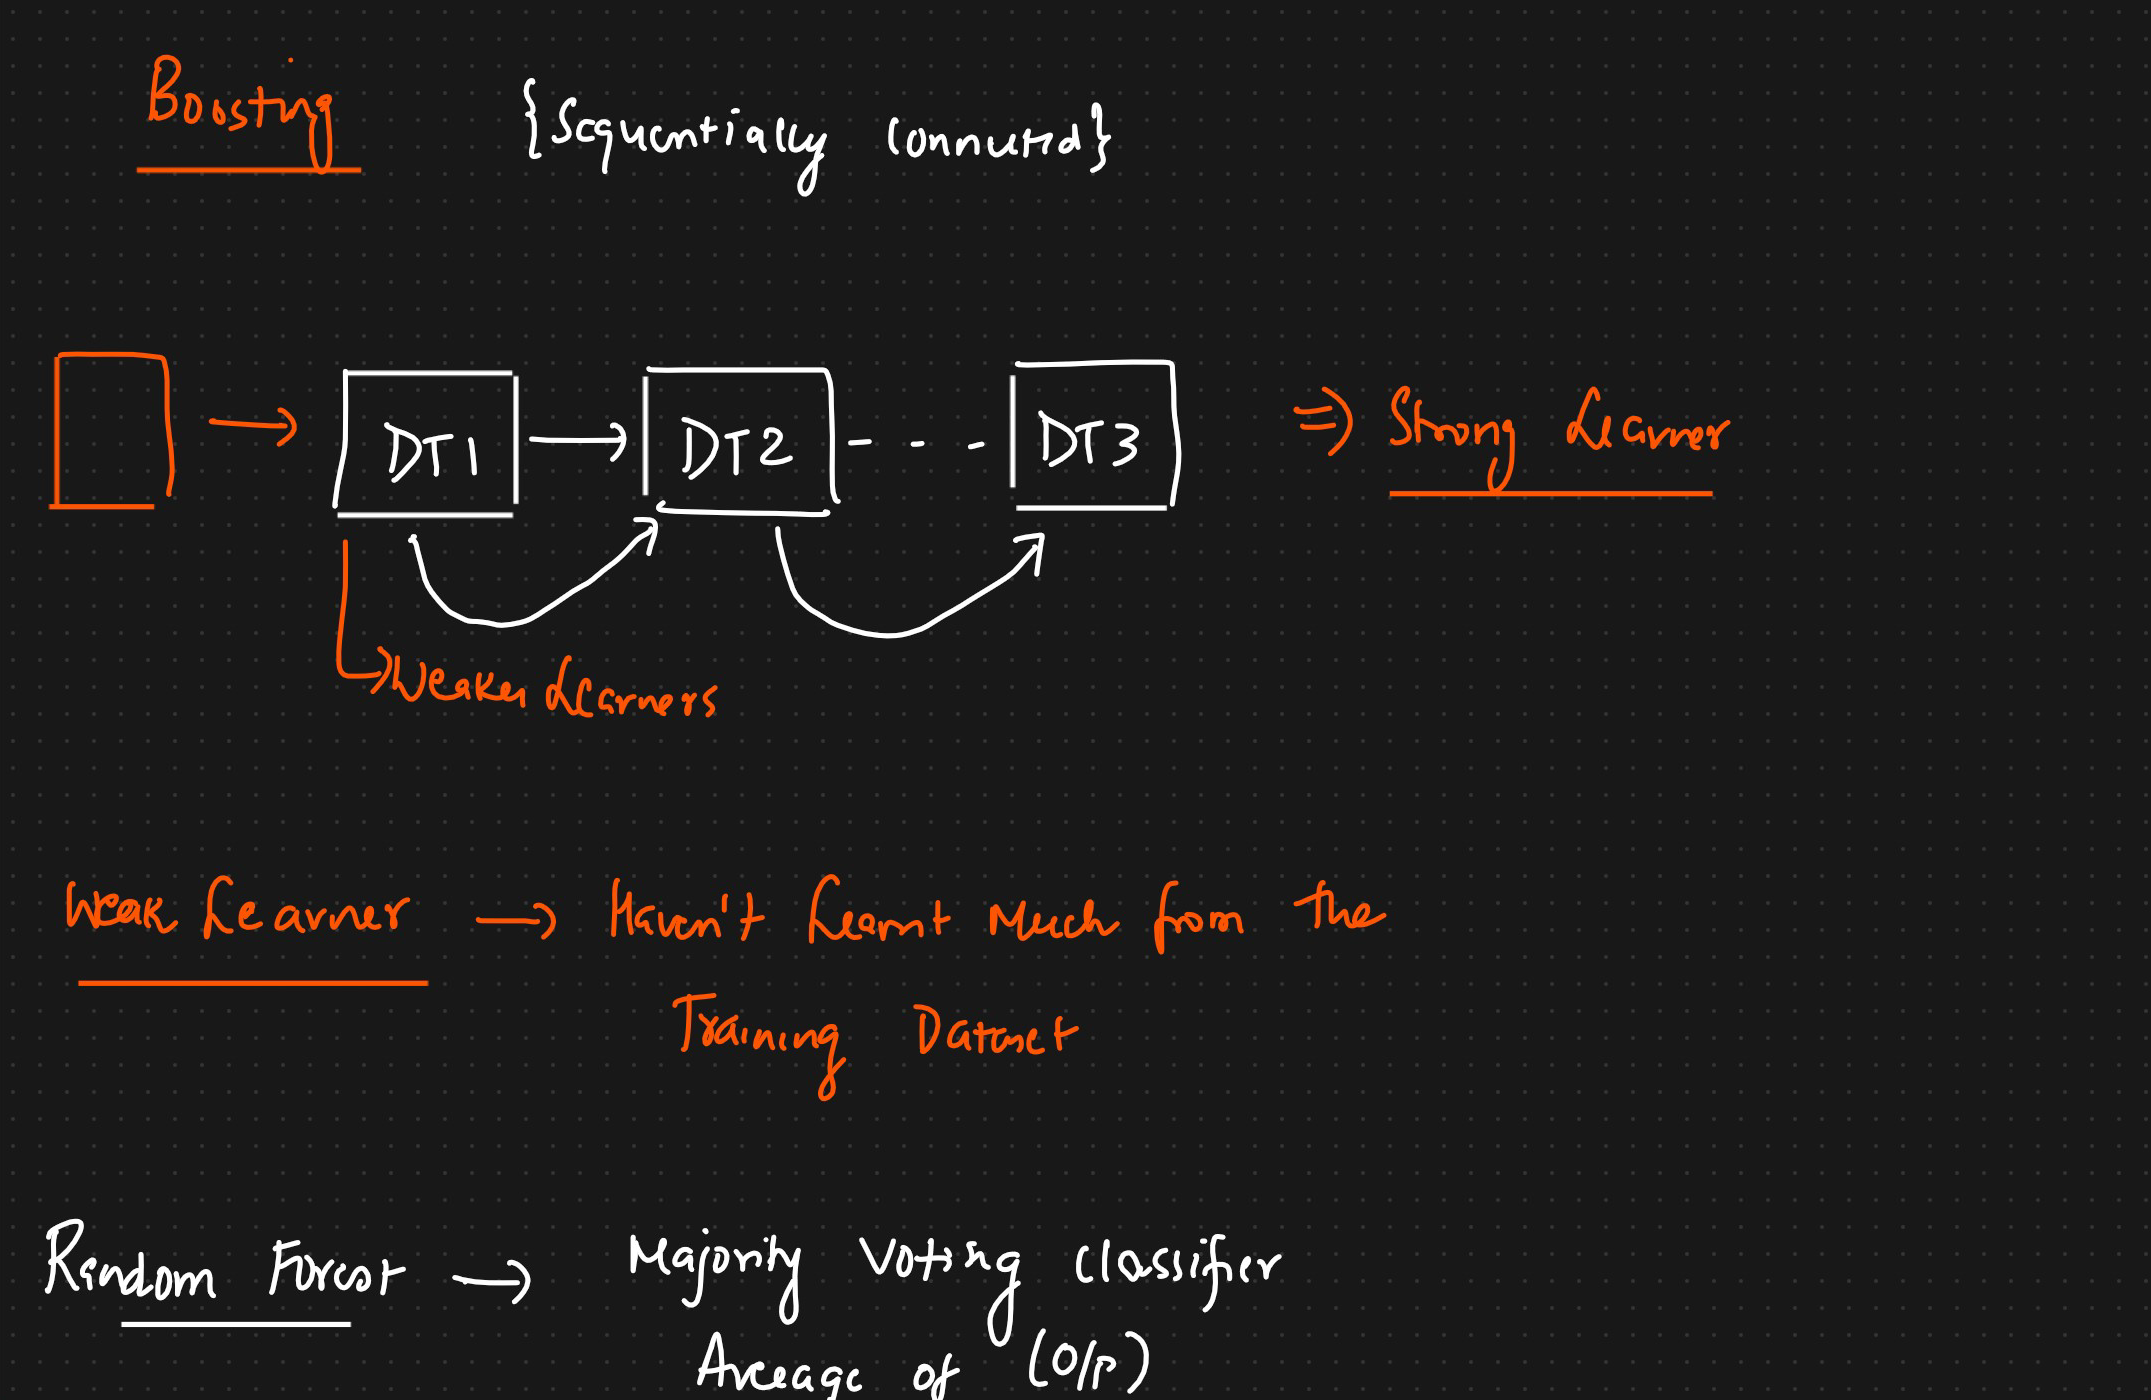 Boosting {Sequentially Connected}
DT1 DT2 DT3 Strong Learner
Weaker Learners
Weak Learner → Haven't Learnt Much from the
Training Dataset
Random Forest → Majority Voting Classifier
Average of (O/P)